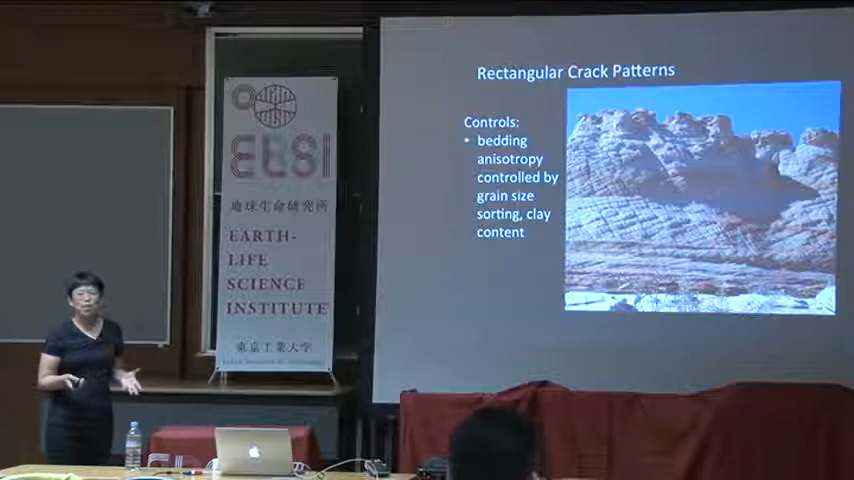 ELSI
地球生命研究所
EARTH-
LIFE
SCIENCE
INSTITUTE
東京工業大学
Rectangular Crack Patterns
Controls:
• bedding
anisotropy
controlled by
grain size
sorting, clay
content